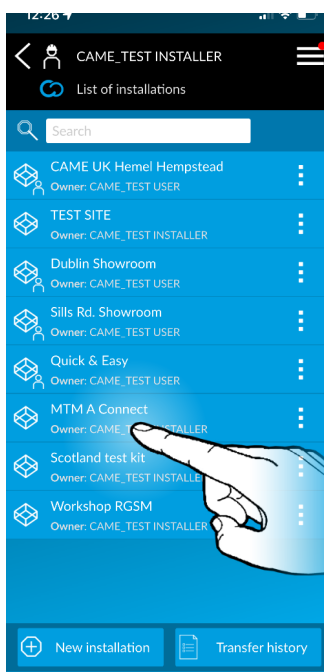 12:26
CAME_TEST INSTALLER
List of installations
Search
CAME UK Hemel Hempstead
Owner: CAME_TEST USER
TEST SITE
Owner: CAME_TEST INSTALLER
Dublin Showroom
Owner: CAME_TEST USER
Sills Rd. Showroom
Owner: CAME_TEST USER
Quick & Easy
Owner: CAME_TEST USER
MTM A Connect
Owner:
Scotland test kit
Owner: CAME_TEST
Workshop RGSM
Owner: CAME_TEST INSTALLER
New installation
Transfer history